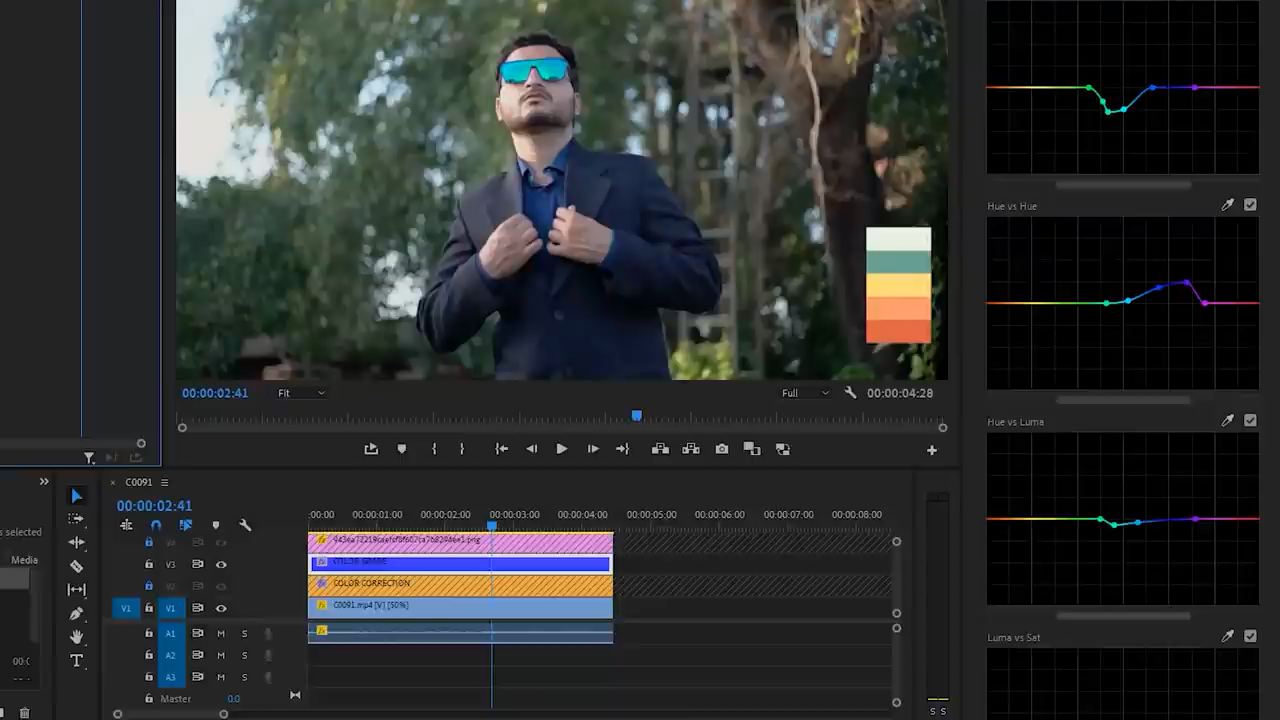 Hue vs Hue
00:00:02:41
Fit
Full
00:00:04:28
Hue vs Luma
C0091
00:00:02:41
:00:00
00:00:01:00
00:00:02:00
00:00:03:00
00:00:04:00
00:00:05:00
00:00:06:00
00:00:07:00
00:00:08:00
s selected
Media
V3
COLOR CORRECTION
V1
V1
C0091.mp4 [V] [50%]
A1
M
S
Luma vs Sat
A2
M
S
00:(
A3
M
S
Master
0.0
S S